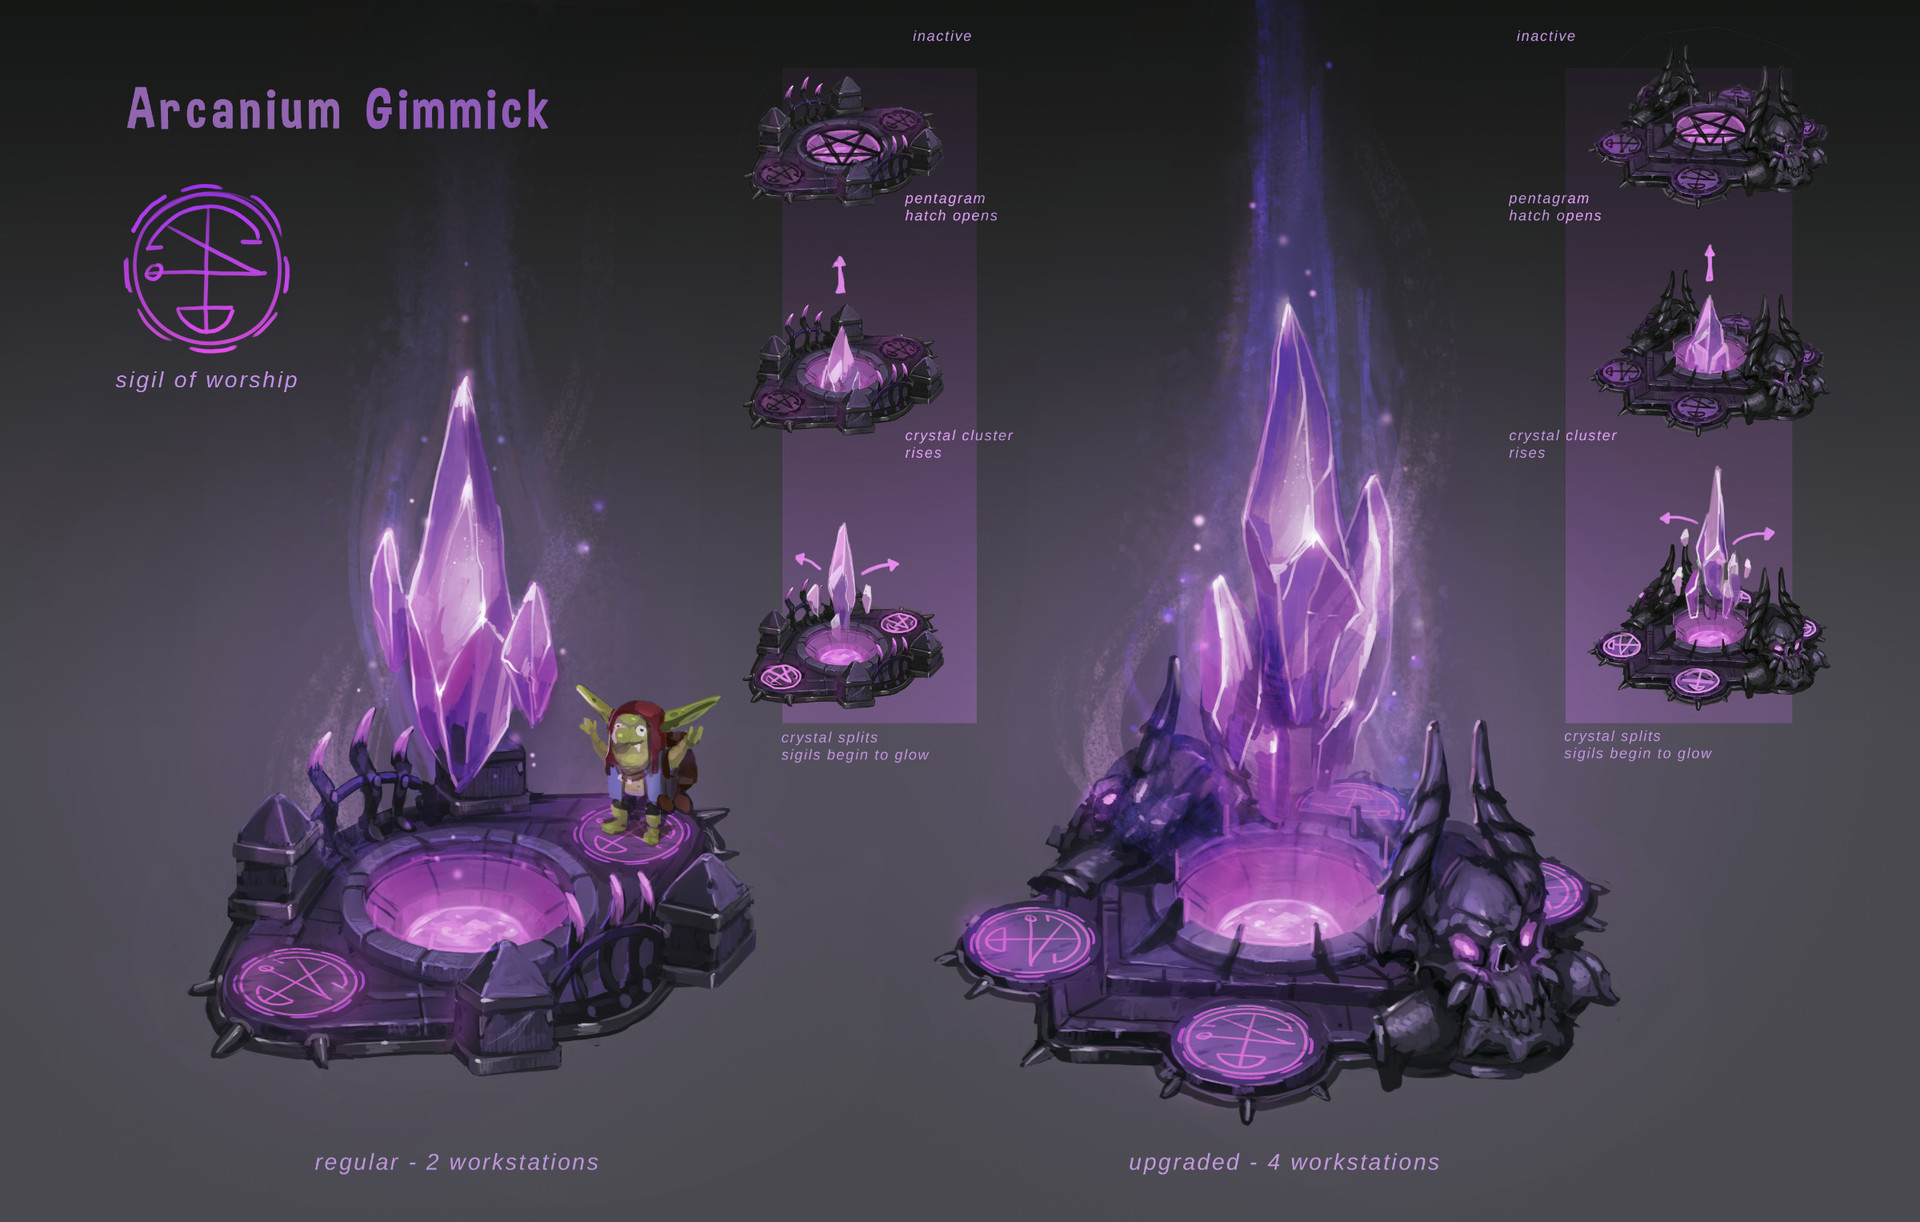 Arcanium Gimmick
sigil of worship
inactive
pentagram
hatch opens
crystal cluster
rises
crystal splits
sigils begin to glow
inactive
pentagram
hatch opens
crystal cluster
rises
crystal splits
sigils begin to glow
regular - 2 workstations
upgraded - 4 workstations